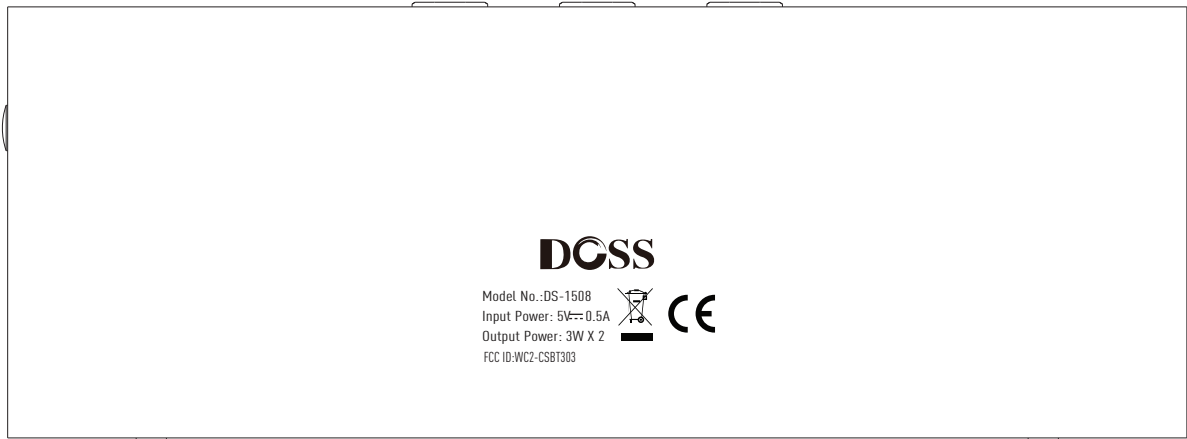 DOSS
Model No.:DS-1508
Input Power: 5V⎓0.5A
Output Power: 3W X 2
FCC ID:WC2-CSBT303
CE